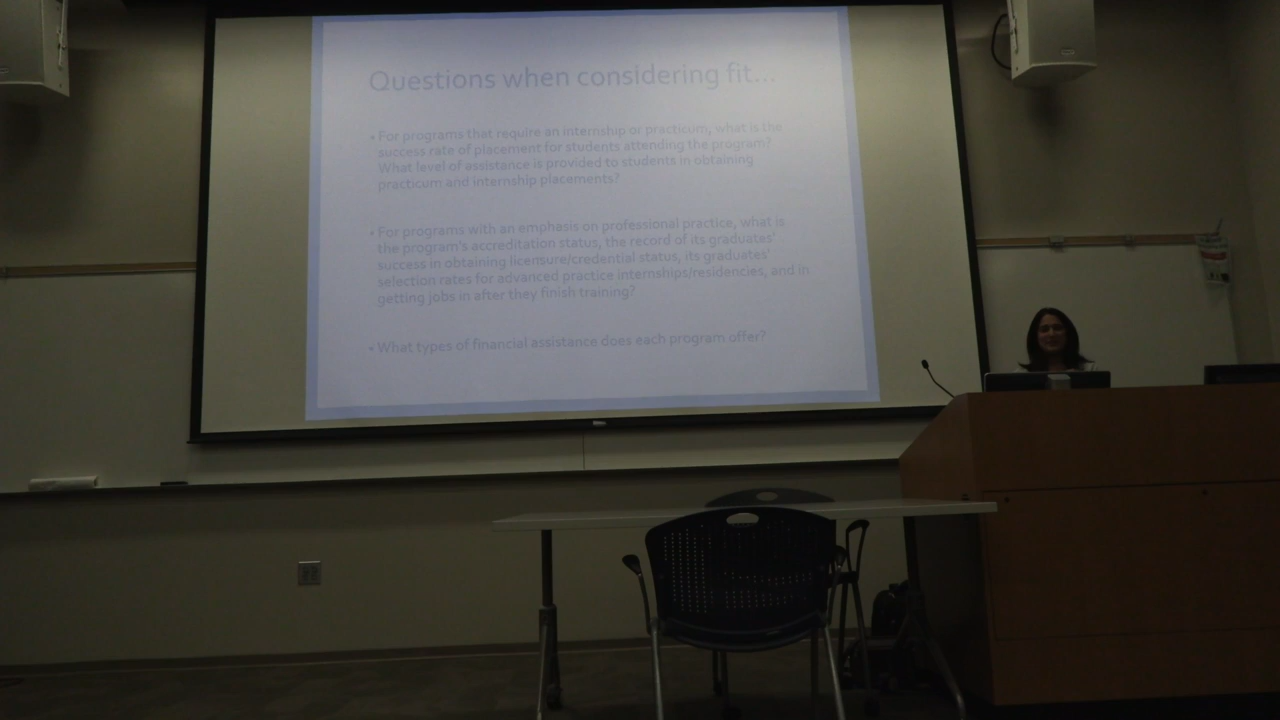 Questions when considering fit...
• For programs that require an internship or practicum, what is the
success rate of placement for students attending the program?
What level of assistance is provided to students in obtaining
practicum and internship placements?
• For programs with an emphasis on professional practice, what is
the program's accreditation status, the record of its graduates'
success in obtaining licensure/credential status, its graduates'
selection rates for advanced practice internships/residencies, and in
getting jobs in after they finish training?
• What types of financial assistance does each program offer?